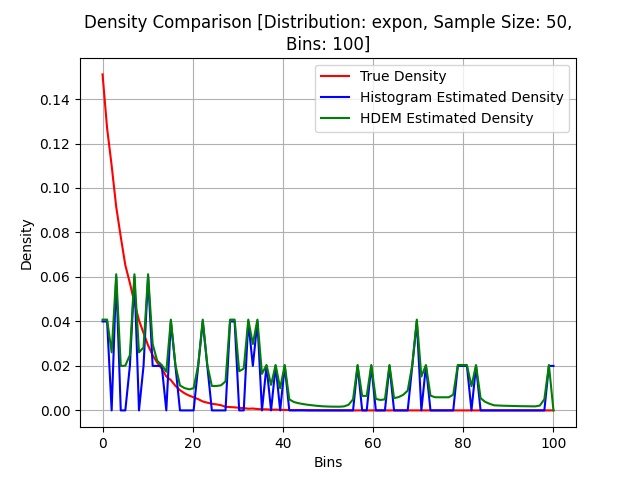 Density Comparison [Distribution: expon, Sample Size: 50,
Bins: 100]
True Density
Histogram Estimated Density
HDEM Estimated Density
Density
0.14
0.12
0.10
0.08
0.06
0.04
0.02
0.00
0 20 40 60 80 100
Bins